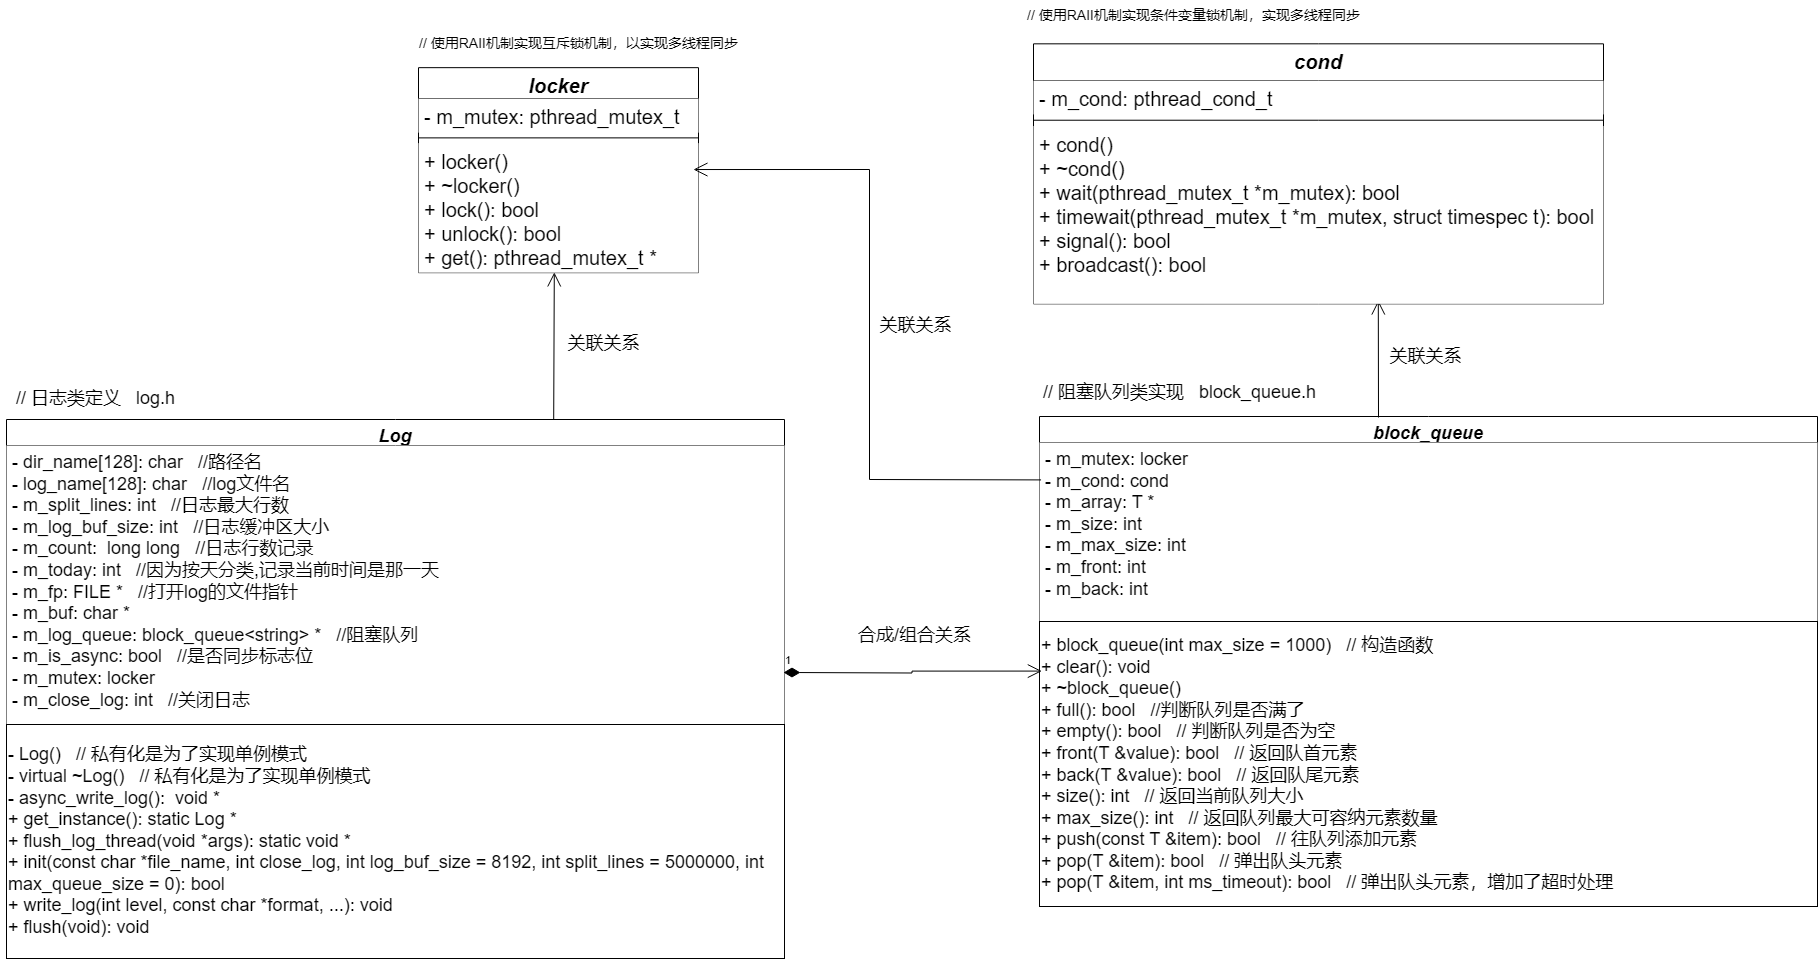 // 使用RAII机制实现互斥锁机制，以实现多线程同步
locker
- m_mutex: pthread_mutex_t
+ locker()
+ ~locker()
+ lock(): bool
+ unlock(): bool
+ get(): pthread_mutex_t *
// 使用RAII机制实现条件变量锁机制，实现多线程同步
cond
- m_cond: pthread_cond_t
+ cond()
+ ~cond()
+ wait(pthread_mutex_t *m_mutex): bool
+ timewait(pthread_mutex_t *m_mutex, struct timespec t): bool
+ signal(): bool
+ broadcast(): bool
关联关系
关联关系
关联关系
// 日志类定义   log.h
Log
- dir_name[128]: char   //路径名
- log_name[128]: char   //log文件名
- m_split_lines: int   //日志最大行数
- m_log_buf_size: int   //日志缓冲区大小
- m_count:  long long   //日志行数记录
- m_today: int   //因为按天分类,记录当前时间是那一天
- m_fp: FILE *   //打开log的文件指针
- m_buf: char *
- m_log_queue: block_queue<string> *   //阻塞队列
- m_is_async: bool   //是否同步标志位
- m_mutex: locker
- m_close_log: int   //关闭日志
- Log()   // 私有化是为了实现单例模式
- virtual ~Log()   // 私有化是为了实现单例模式
- async_write_log():  void *
+ get_instance(): static Log *
+ flush_log_thread(void *args): static void *
+ init(const char *file_name, int close_log, int log_buf_size = 8192, int split_lines = 5000000, int
max_queue_size = 0): bool
+ write_log(int level, const char *format, ...): void
+ flush(void): void
合成/组合关系
1
// 阻塞队列类实现   block_queue.h
block_queue
- m_mutex: locker
- m_cond: cond
- m_array: T *
- m_size: int
- m_max_size: int
- m_front: int
- m_back: int
+ block_queue(int max_size = 1000)   // 构造函数
+ clear(): void
+ ~block_queue()
+ full(): bool   //判断队列是否满了
+ empty(): bool   // 判断队列是否为空
+ front(T &value): bool   // 返回队首元素
+ back(T &value): bool   // 返回队尾元素
+ size(): int   // 返回当前队列大小
+ max_size(): int   // 返回队列最大可容纳元素数量
+ push(const T &item): bool   // 往队列添加元素
+ pop(T &item): bool   // 弹出队头元素
+ pop(T &item, int ms_timeout): bool   // 弹出队头元素，增加了超时处理